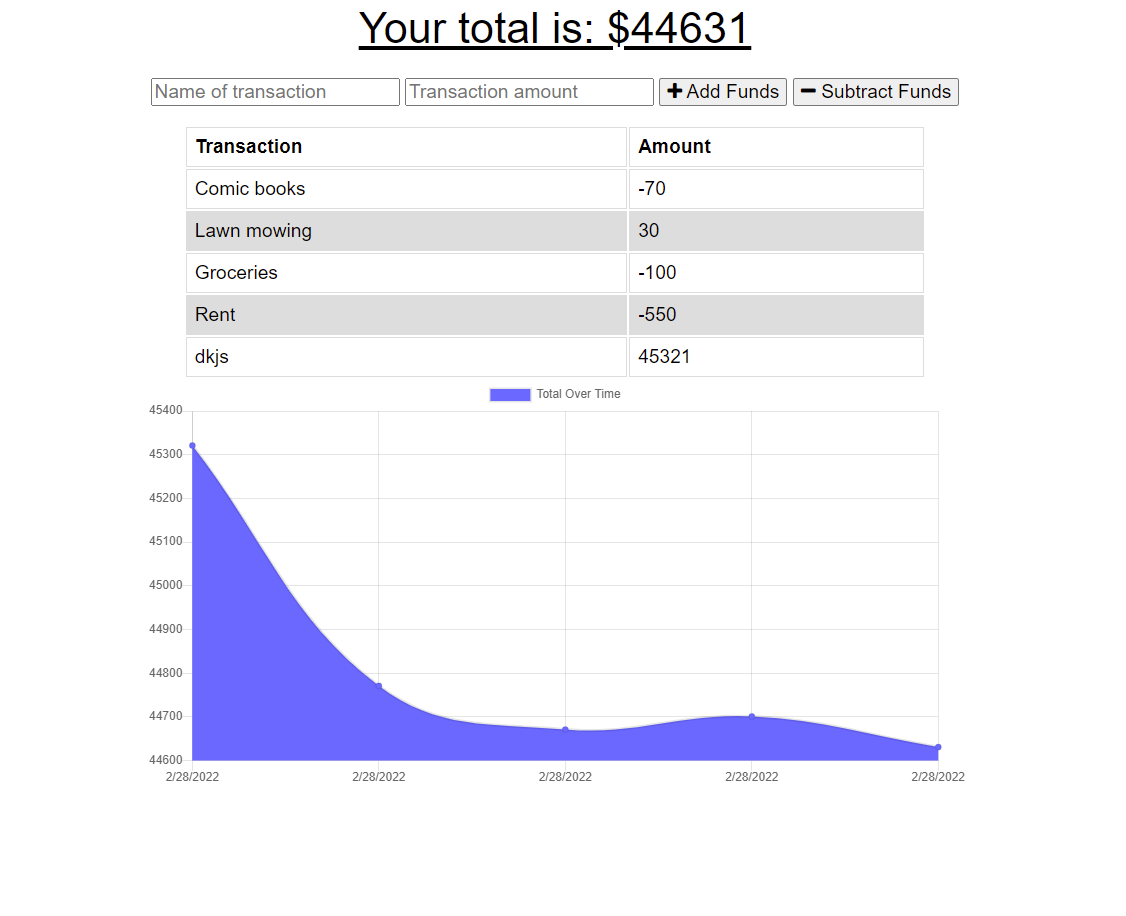 Your total is: $44631
Name of transaction Transaction amount Add Funds Subtract Funds
Transaction Amount
Comic books -70
Lawn mowing 30
Groceries -100
Rent -550
dkjs 45321
Total Over Time
45400
45300
45200
45100
45000
44900
44800
44700
44600
2/28/2022 2/28/2022 2/28/2022 2/28/2022 2/28/2022